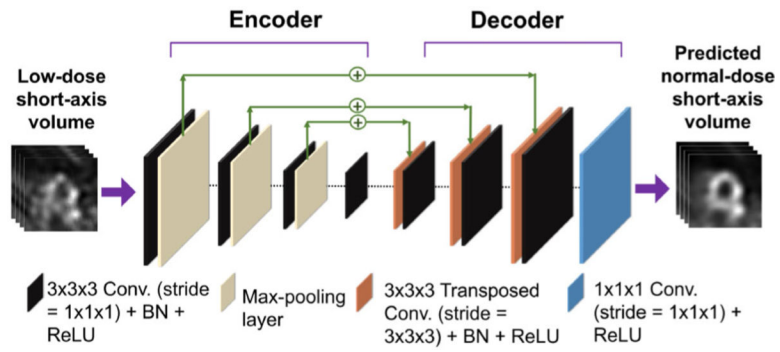 Encoder
Decoder
Low-dose
short-axis
volume
Predicted
normal-dose
short-axis
volume
+
+
+
3x3x3 Conv. (stride
= 1x1x1) + BN +
ReLU
Max-pooling
layer
3x3x3 Transposed
Conv. (stride =
3x3x3) + BN + ReLU
1x1x1 Conv.
(stride = 1x1x1) +
ReLU